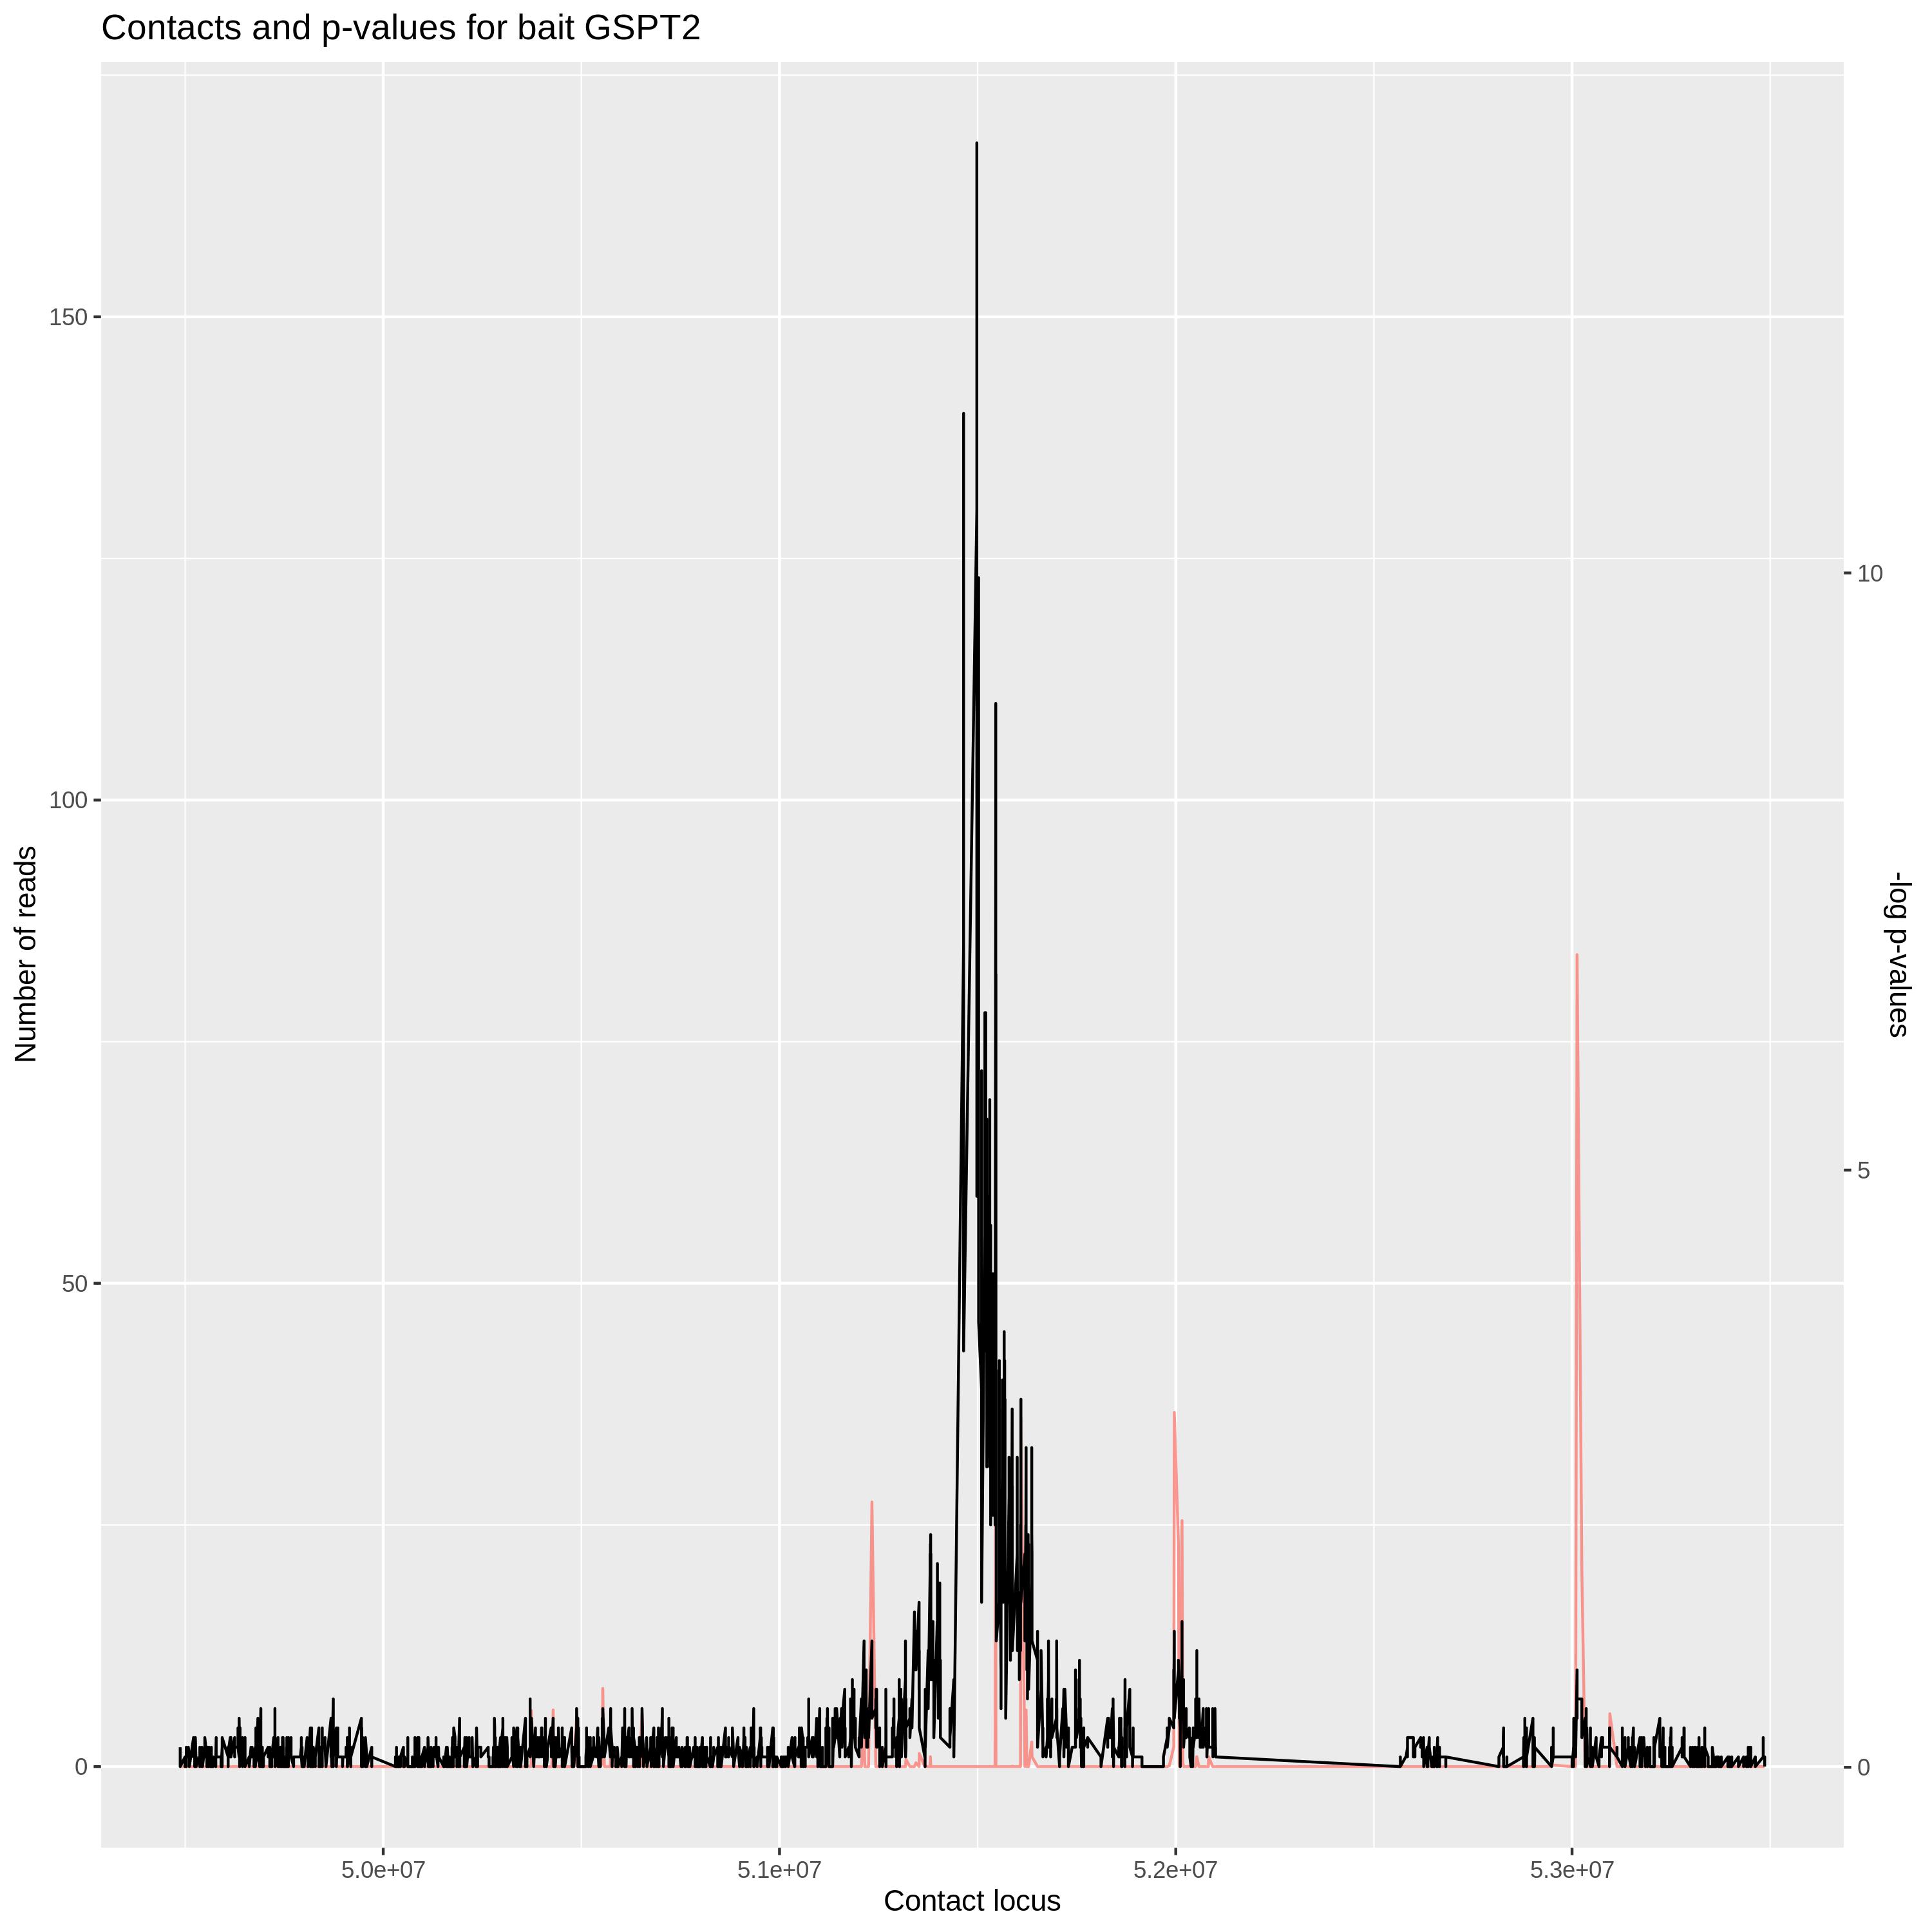 Contacts and p-values for bait GSPT2
150
100
50
0
Number of reads
10
5
0
-log p-values
5.0e+07
5.1e+07
5.2e+07
5.3e+07
Contact locus